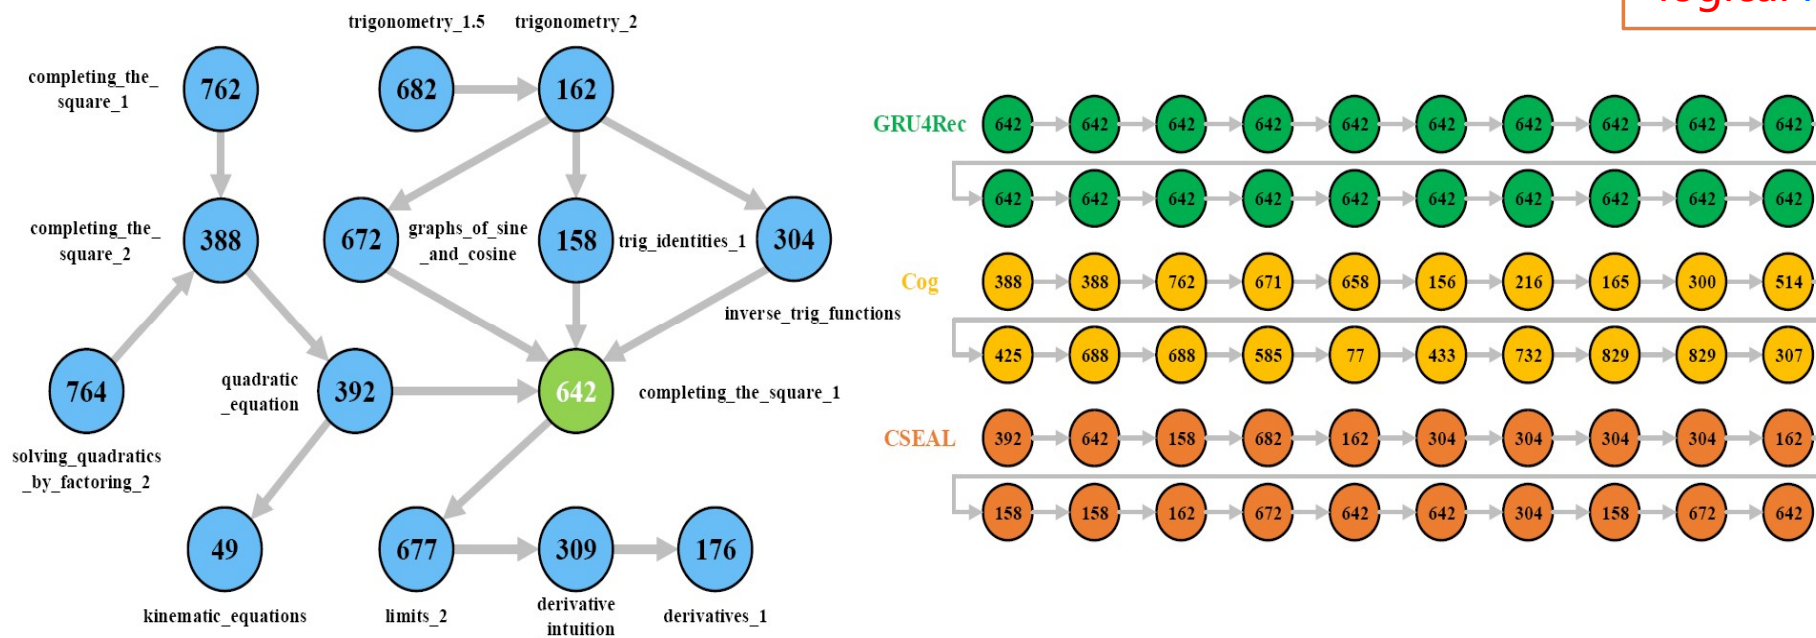 logical
trigonometry_1.5 trigonometry_2
completing_the_
square_1
762
682
162
completing_the_
square_2
388
672
graphs_of_sine
_and_cosine
158
trig_identities_1
304
inverse_trig_functions
764
quadratic
_equation
392
642
completing_the_square_1
solving_quadratics
_by_factoring_2
49
677
309
176
kinematic_equations
limits_2
derivative
intuition
derivatives_1
GRU4Rec 642 642 642 642 642 642 642 642 642 642
642 642 642 642 642 642 642 642 642 642
Cog 388 388 762 671 658 156 216 165 300 514
425 688 688 585 77 433 732 829 829 307
CSEAL 392 642 158 682 162 304 304 304 304 162
158 158 162 672 642 642 304 158 672 642